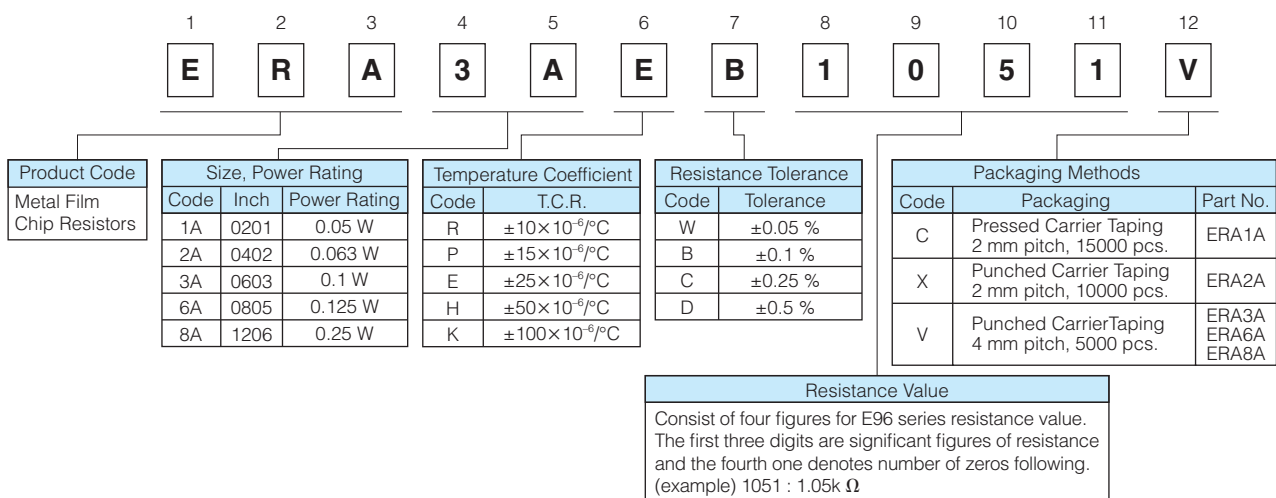 1 2 3 4 5 6 7 8 9 10 11 12
E R A 3 A E B 1 0 5 1 V
Product Code
Metal Film
Chip Resistors
Size, Power Rating
Code Inch Power Rating
1A 0201 0.05 W
2A 0402 0.063 W
3A 0603 0.1 W
6A 0805 0.125 W
8A 1206 0.25 W
Temperature Coefficient
Code T.C.R.
R ±10×10⁻⁶/°C
P ±15×10⁻⁶/°C
E ±25×10⁻⁶/°C
H ±50×10⁻⁶/°C
K ±100×10⁻⁶/°C
Resistance Tolerance
Code Tolerance
W ±0.05 %
B ±0.1 %
C ±0.25 %
D ±0.5 %
Packaging Methods
Code Packaging Part No.
C Pressed Carrier Taping
2 mm pitch, 15000 pcs. ERA1A
X Punched Carrier Taping
2 mm pitch, 10000 pcs. ERA2A
V Punched CarrierTaping
4 mm pitch, 5000 pcs.
ERA3A
ERA6A
ERA8A
Resistance Value
Consist of four figures for E96 series resistance value.
The first three digits are significant figures of resistance
and the fourth one denotes number of zeros following.
(example) 1051 : 1.05k Ω